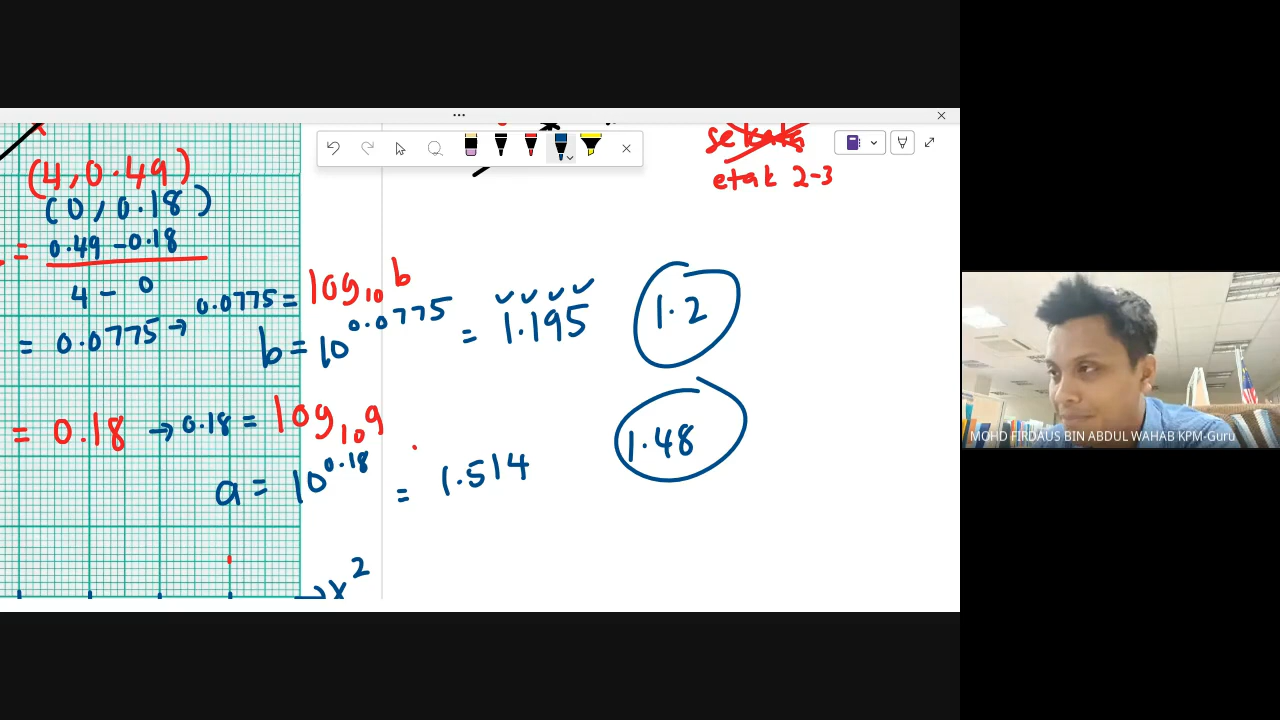 setak
etak 2-3
(4,0.49)
(0,0.18)
= 0.49 - 0.18
4 - 0
= 0.0775 → 0.0775 = log10 b
b = 10^0.0775 = 1.195
1.2
= 0.18 → 0.18 = log10 a
a = 10^0.18 = 1.514
1.48
→x^2
MOHD FIRDAUS BIN ABDUL WAHAB KPM-Guru